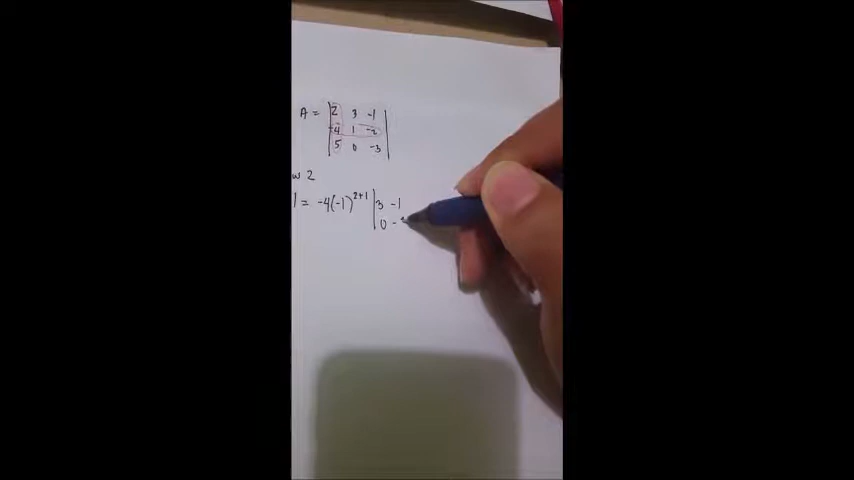 A = | 2 3 -1 |
| -4 1 -2 |
| 5 0 -3 |
w 2
| = -4(-1)^2+1 | 3 -1
| 0 -